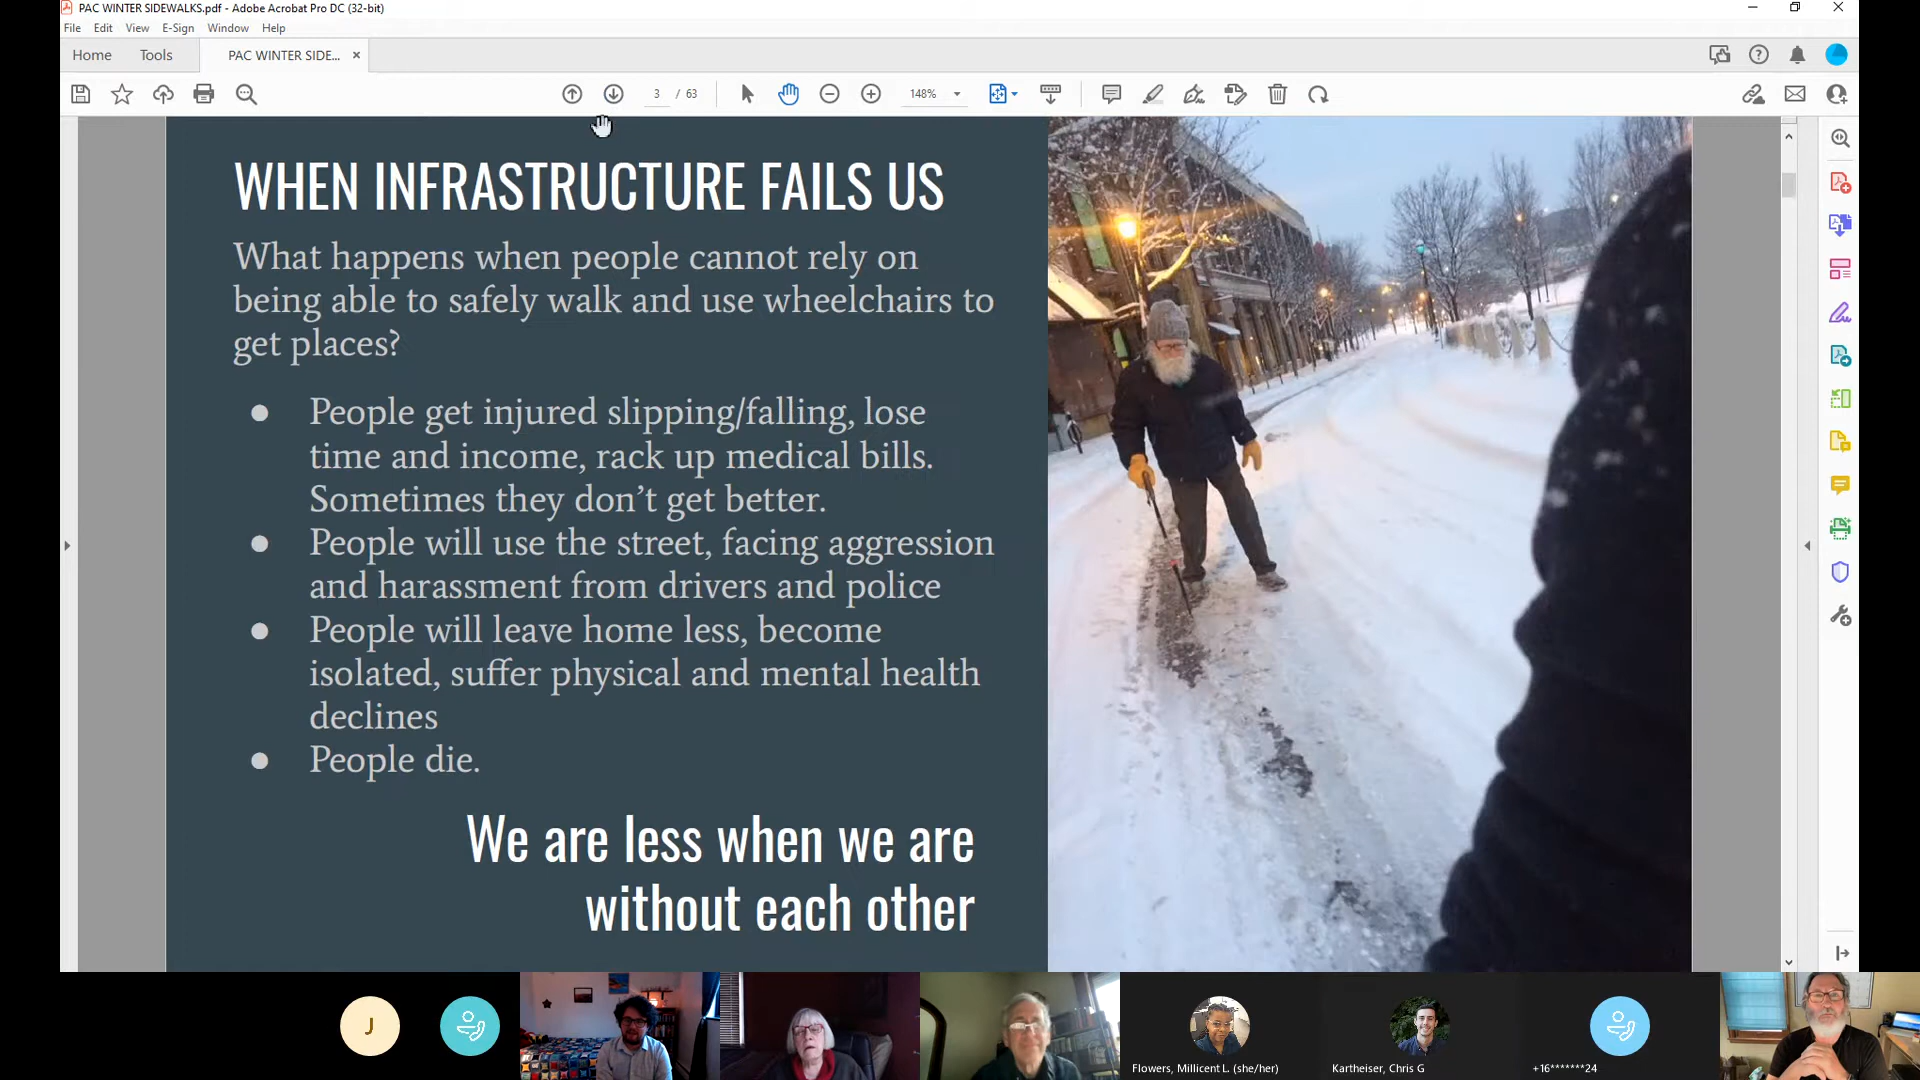 PAC WINTER SIDEWALKS.pdf - Adobe Acrobat Pro DC (32-bit)
File Edit View E-Sign Window Help
Home Tools PAC WINTER SIDE... ×
3 / 63 148%
WHEN INFRASTRUCTURE FAILS US
What happens when people cannot rely on
being able to safely walk and use wheelchairs to
get places?
● People get injured slipping/falling, lose
time and income, rack up medical bills.
Sometimes they don’t get better.
● People will use the street, facing aggression
and harassment from drivers and police
● People will leave home less, become
isolated, suffer physical and mental health
declines
● People die.
We are less when we are
without each other
J
Flowers, Millicent L. (she/her) Kartheiser, Chris G +16*******24